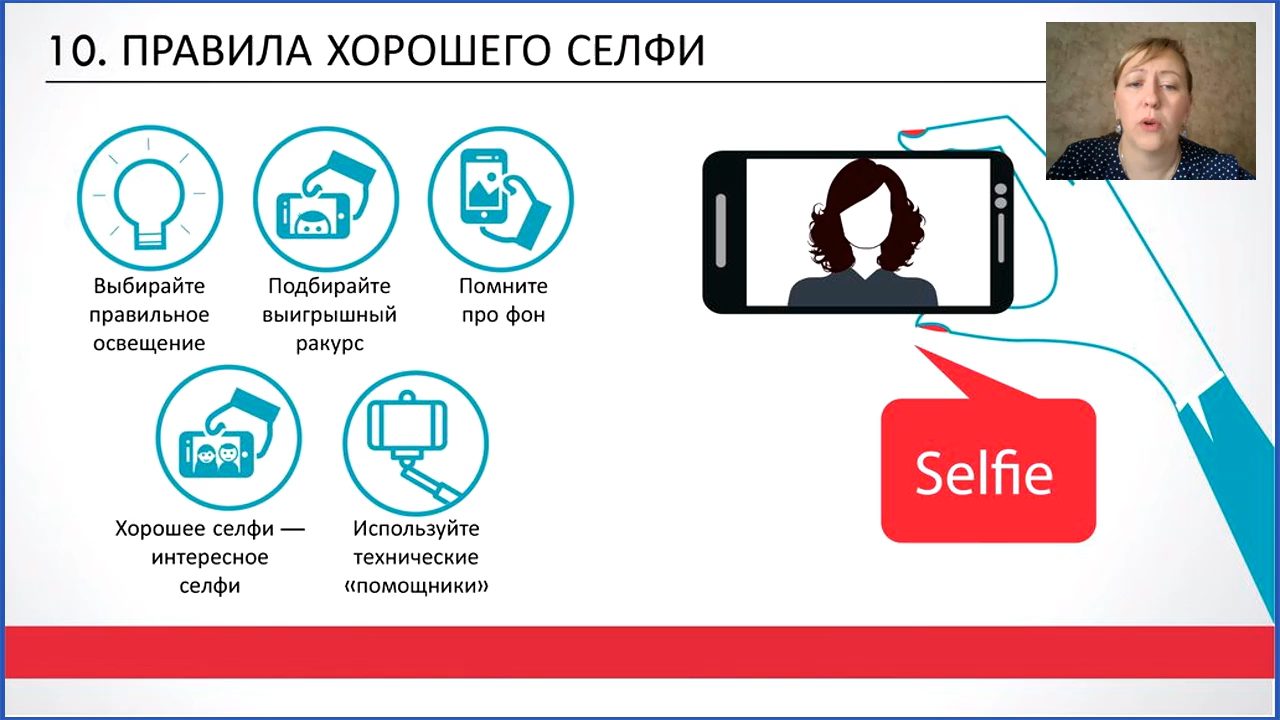 10. ПРАВИЛА ХОРОШЕГО СЕЛФИ
Выбирайте
правильное
освещение
Подбирайте
выигрышный
ракурс
Помните
про фон
Хорошее селфи —
интересное
селфи
Используйте
технические
«помощники»
Selfie